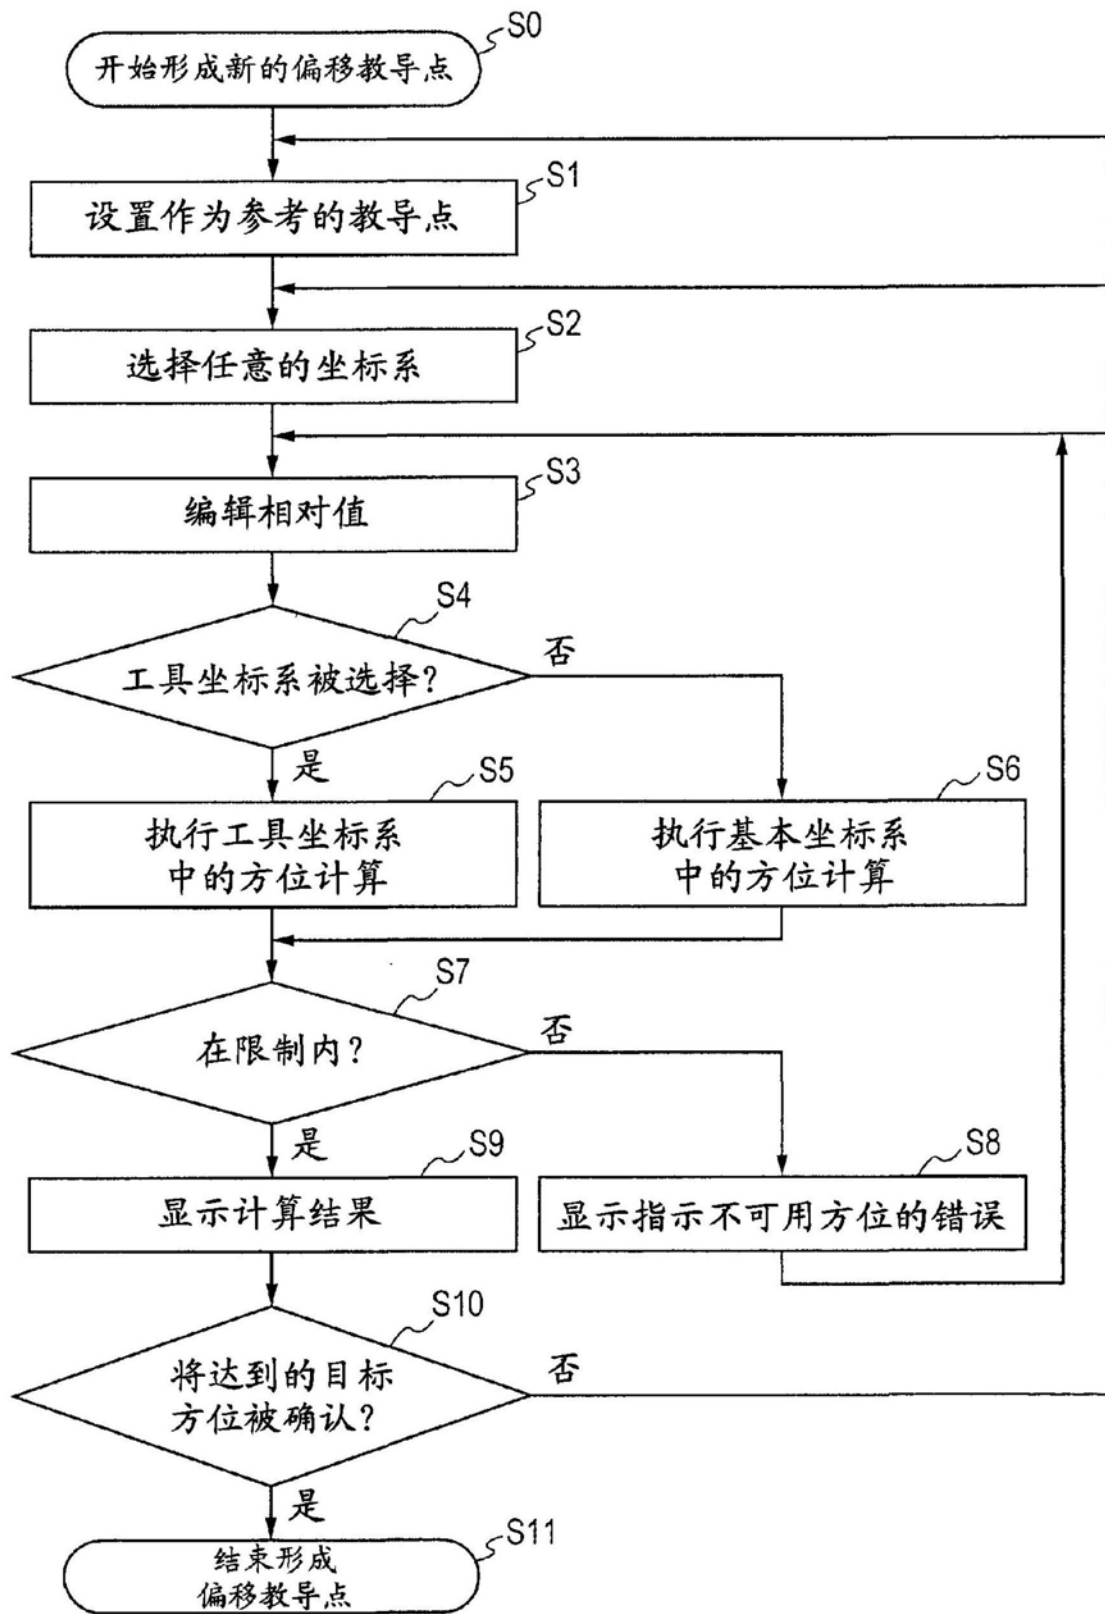 S0
开始形成新的偏移教导点
S1
设置作为参考的教导点
S2
选择任意的坐标系
S3
编辑相对值
S4
工具坐标系被选择？
否
是
S5
执行工具坐标系
中的方位计算
S6
执行基本坐标系
中的方位计算
S7
在限制内？
否
是
S9
显示计算结果
S8
显示指示不可用方位的错误
S10
将达到的目标
方位被确认？
否
是
S11
结束形成
偏移教导点